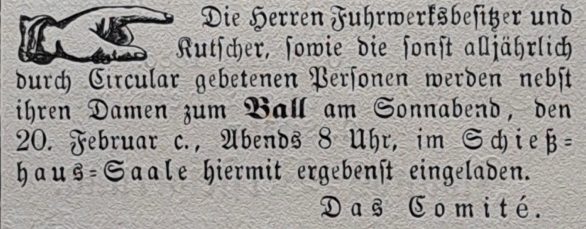 Die Herren Fuhrwerksbesitzer und
Kutscher, sowie die sonst alljährlich
durch Circular gebetenen Personen werden nebst
ihren Damen zum Ball am Sonnabend, den
20. Februar c., Abends 8 Uhr, im Schieß=
haus=Saale hiermit ergebenst eingeladen.
Das Comité.